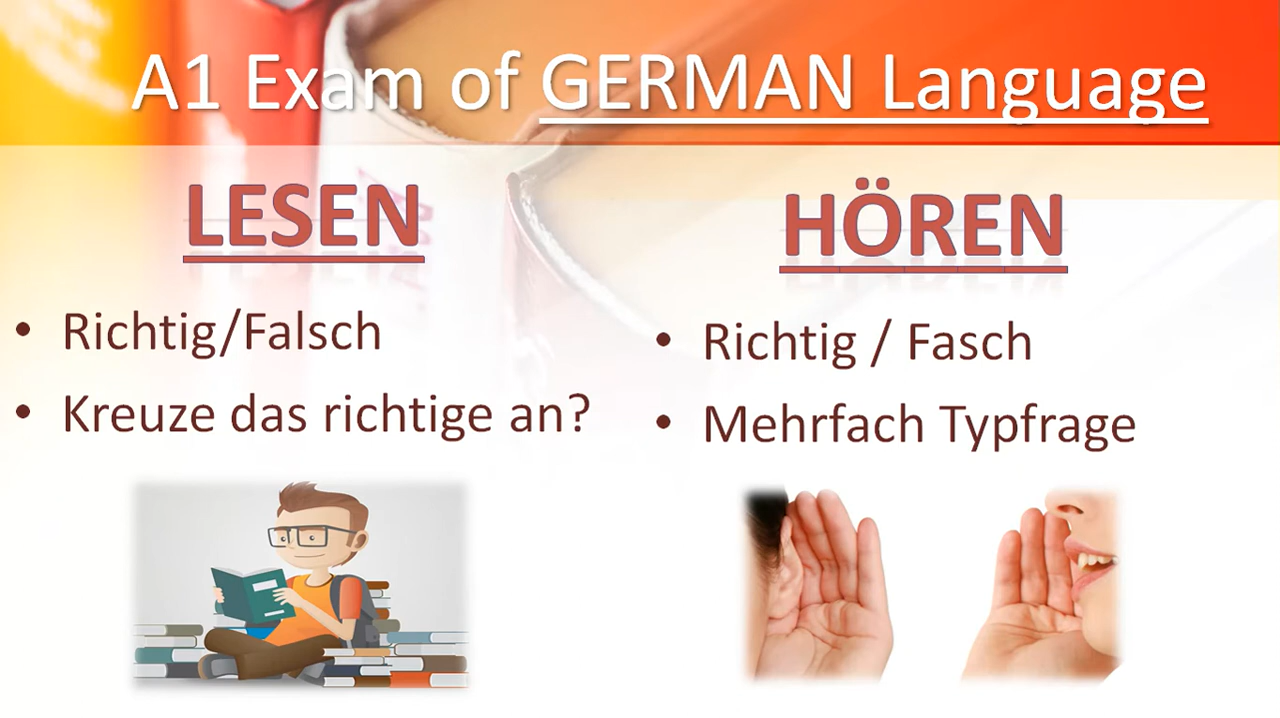 A1 Exam of GERMAN Language
LESEN
• Richtig/Falsch
• Kreuze das richtige an?
HÖREN
• Richtig / Fasch
• Mehrfach Typfrage